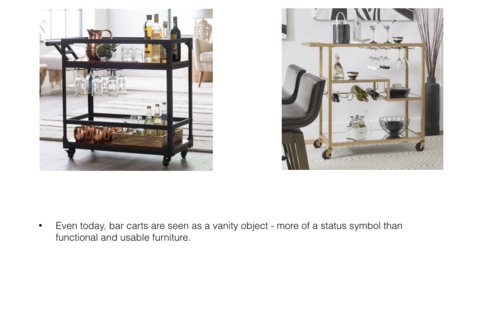 • Even today, bar carts are seen as a vanity object - more of a status symbol than
functional and usable furniture.